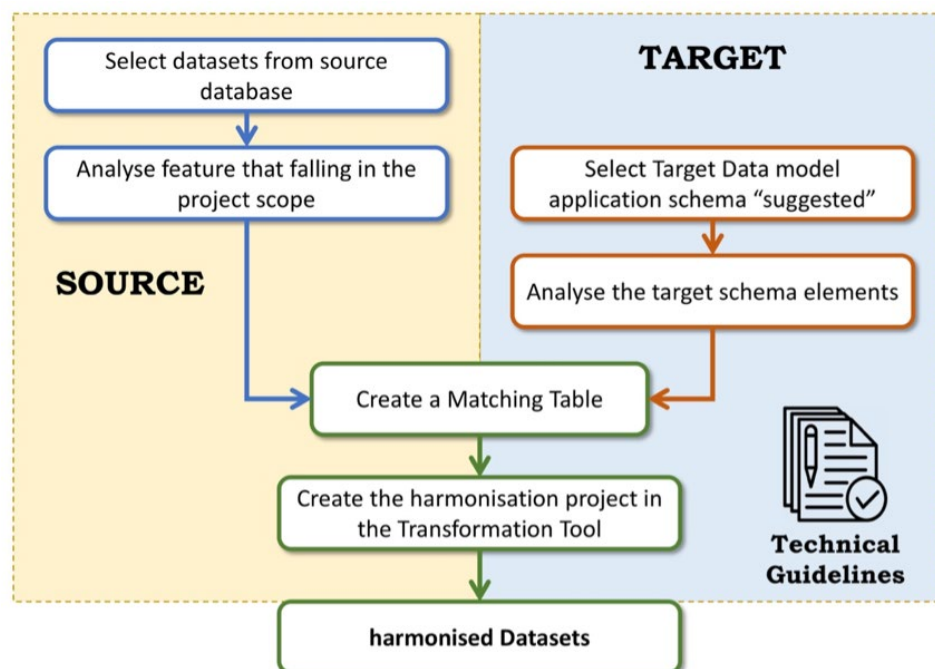 Select datasets from source
database
TARGET
Analyse feature that falling in the
project scope
Select Target Data model
application schema “suggested”
SOURCE
Analyse the target schema elements
Create a Matching Table
Create the harmonisation project in
the Transformation Tool
Technical
Guidelines
harmonised Datasets